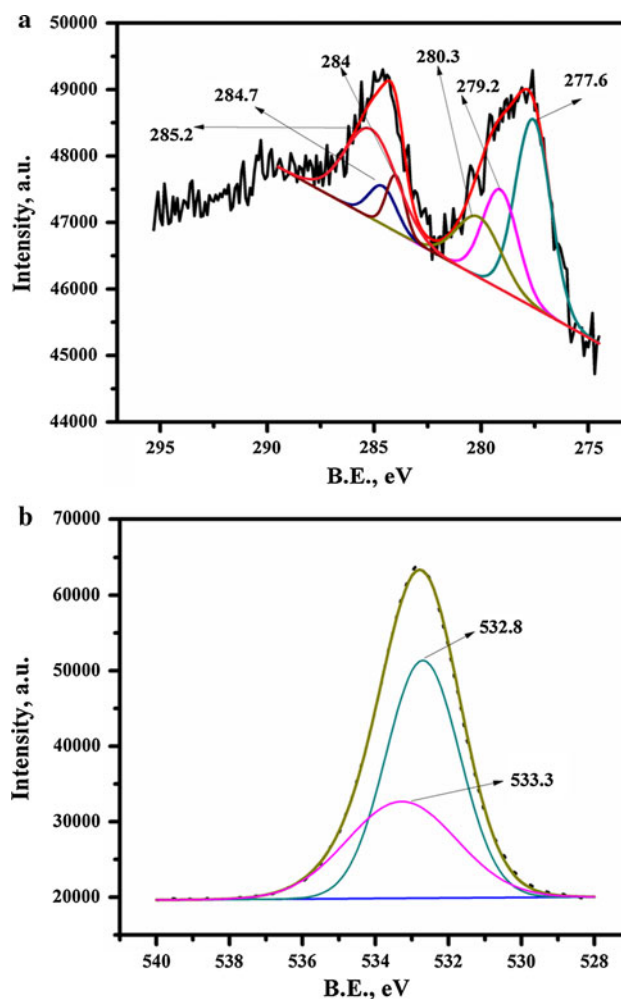 a
50000
49000
48000
47000
46000
45000
44000
Intensity, a.u.
284
284.7
285.2
280.3
279.2
277.6
295 290 285 280 275
B.E., eV
b
70000
60000
50000
40000
30000
20000
Intensity, a.u.
532.8
533.3
540 538 536 534 532 530 528
B.E., eV